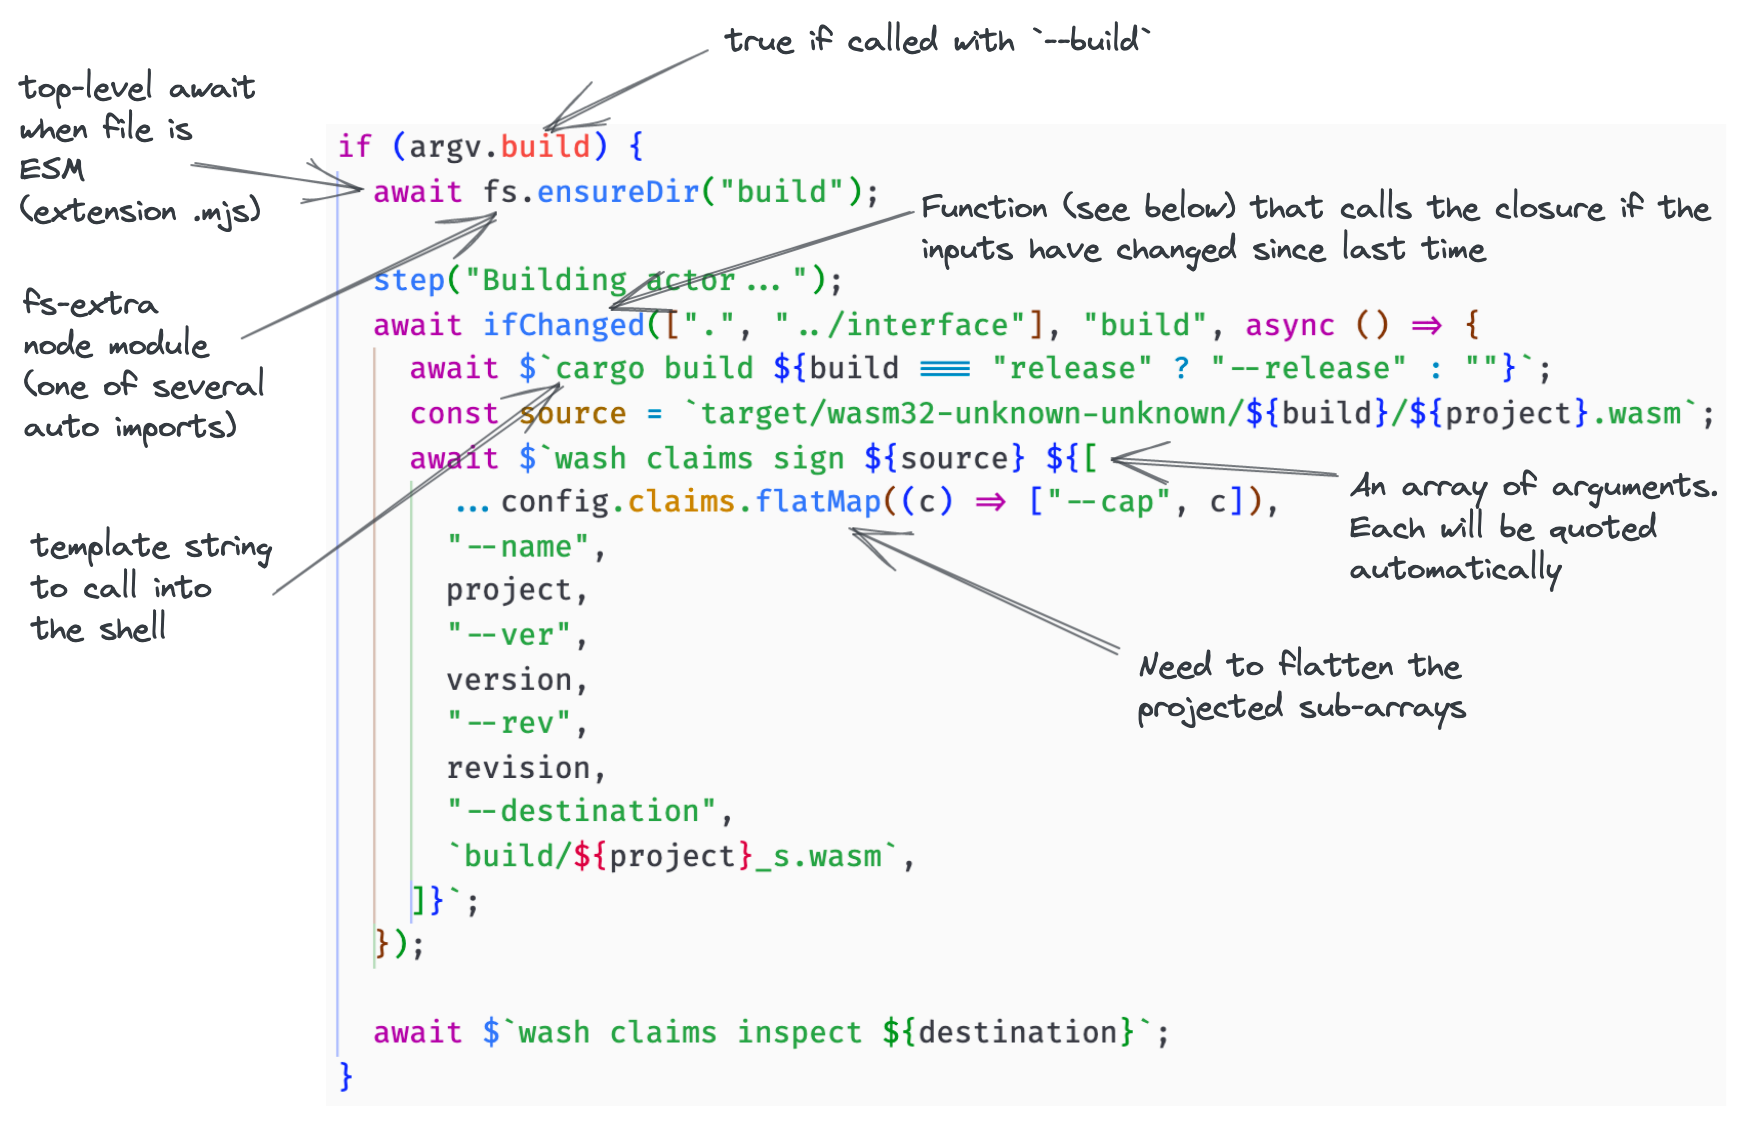 true if called with `--build`
top-level await
when file is
ESM
(extension .mjs)
if (argv.build) {
await fs.ensureDir("build");
Function (see below) that calls the closure if the
inputs have changed since last time
step("Building actor...");
fs-extra
node module
(one of several
auto imports)
await ifChanged([".", "../interface"], "build", async () => {
await $`cargo build ${build === "release" ? "--release" : ""}`;
const source = `target/wasm32-unknown-unknown/${build}/${project}.wasm`;
await $`wash claims sign ${source} ${[
An array of arguments.
Each will be quoted
automatically
...config.claims.flatMap((c) => ["--cap", c]),
template string
to call into
the shell
"--name",
project,
"--ver",
Need to flatten the
projected sub-arrays
version,
"--rev",
revision,
"--destination",
`build/${project}_s.wasm`,
]}`;
});
await $`wash claims inspect ${destination}`;
}